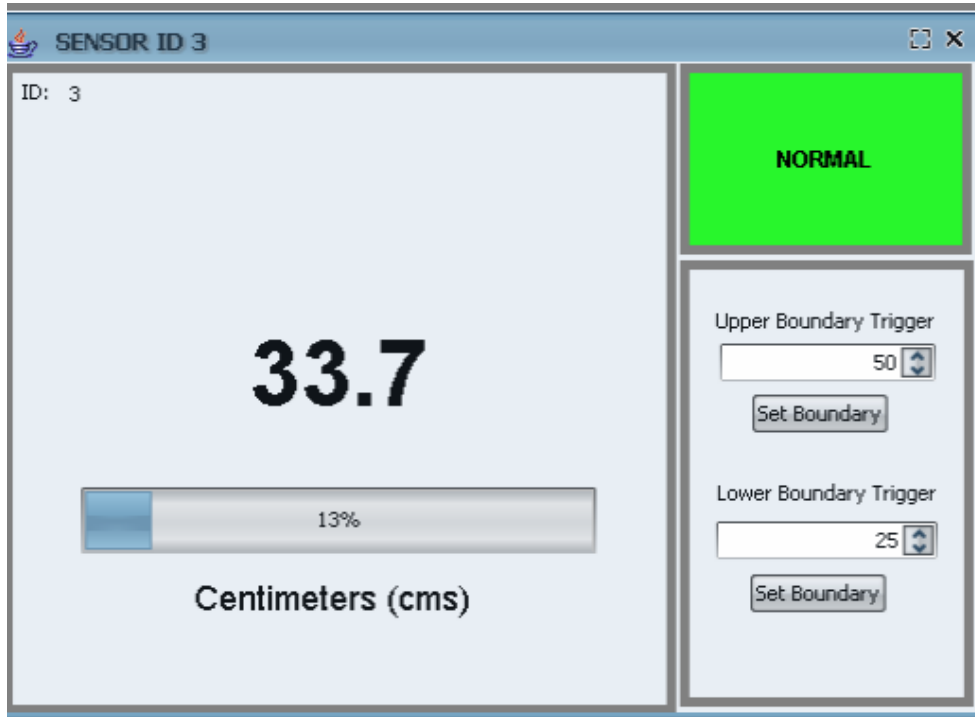 SENSOR ID 3
ID: 3
33.7
13%
Centimeters (cms)
NORMAL
Upper Boundary Trigger
50
Set Boundary
Lower Boundary Trigger
25
Set Boundary